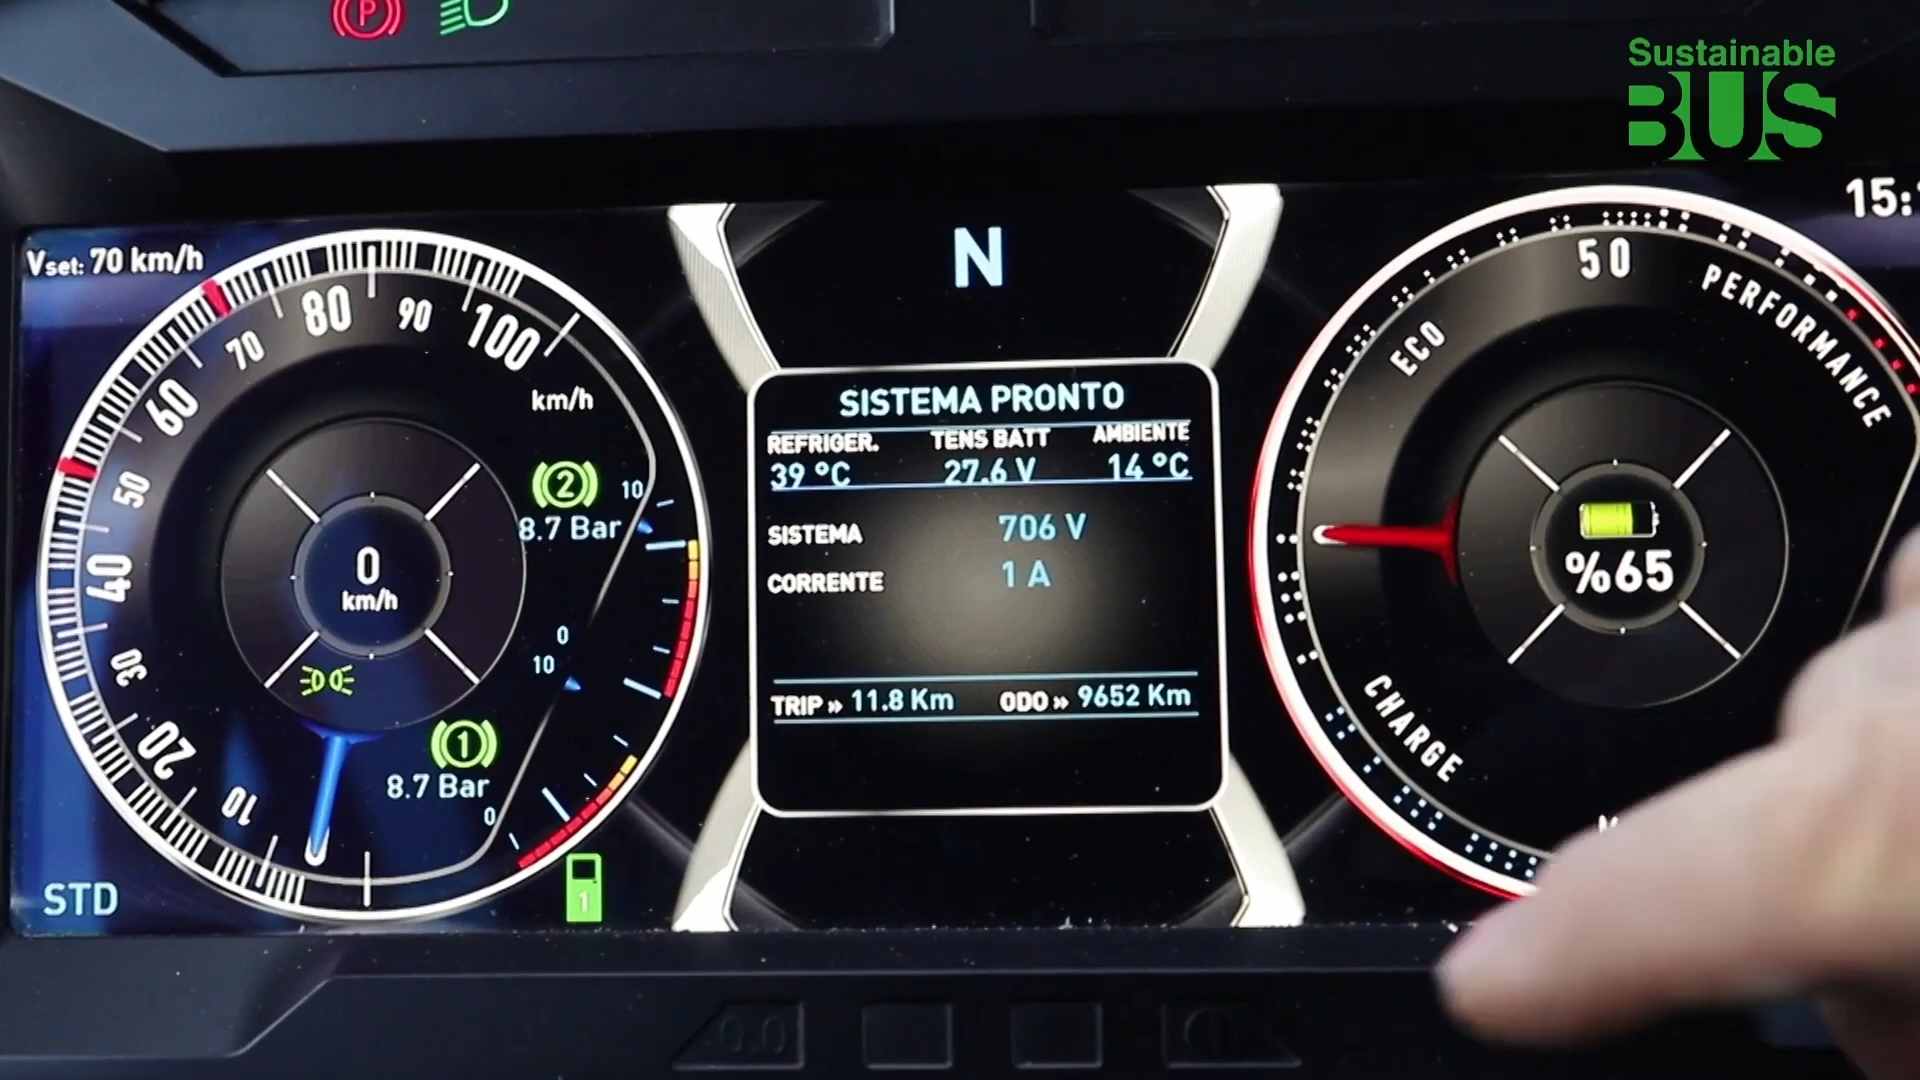 P
Sustainable
BUS
15:
Vset: 70 km/h
N
50
PERFORMANCE
ECO
CHARGE
%65
10
20
30
40
50
60
70
80
90
100
km/h
0
km/h
2
8.7 Bar
10
0
10
1
8.7 Bar
0
STD
1
SISTEMA PRONTO
REFRIGER. TENS BATT AMBIENTE
39 °C 27.6 V 14 °C
SISTEMA 706 V
CORRENTE 1 A
TRIP» 11.8 Km ODO» 9652 Km
0.0